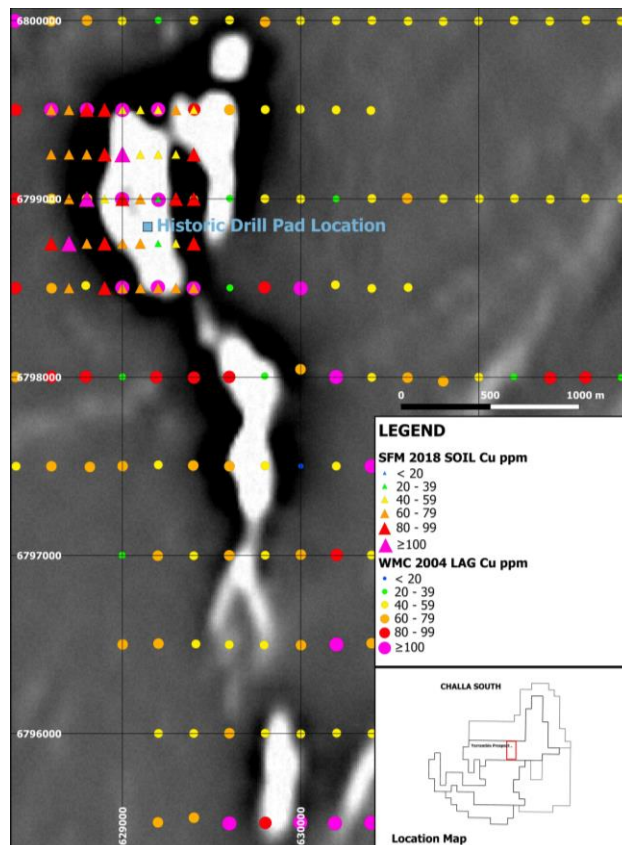 6800000
6799000
Historic Drill Pad Location
6798000
0 500 1000 m
LEGEND
SFM 2018 SOIL Cu ppm
< 20
20 - 39
40 - 59
60 - 79
80 - 99
≥100
WMC 2004 LAG Cu ppm
< 20
20 - 39
40 - 59
60 - 79
80 - 99
≥100
6797000
6796000
629000
630000
CHALLA SOUTH
Prospect
Location Map